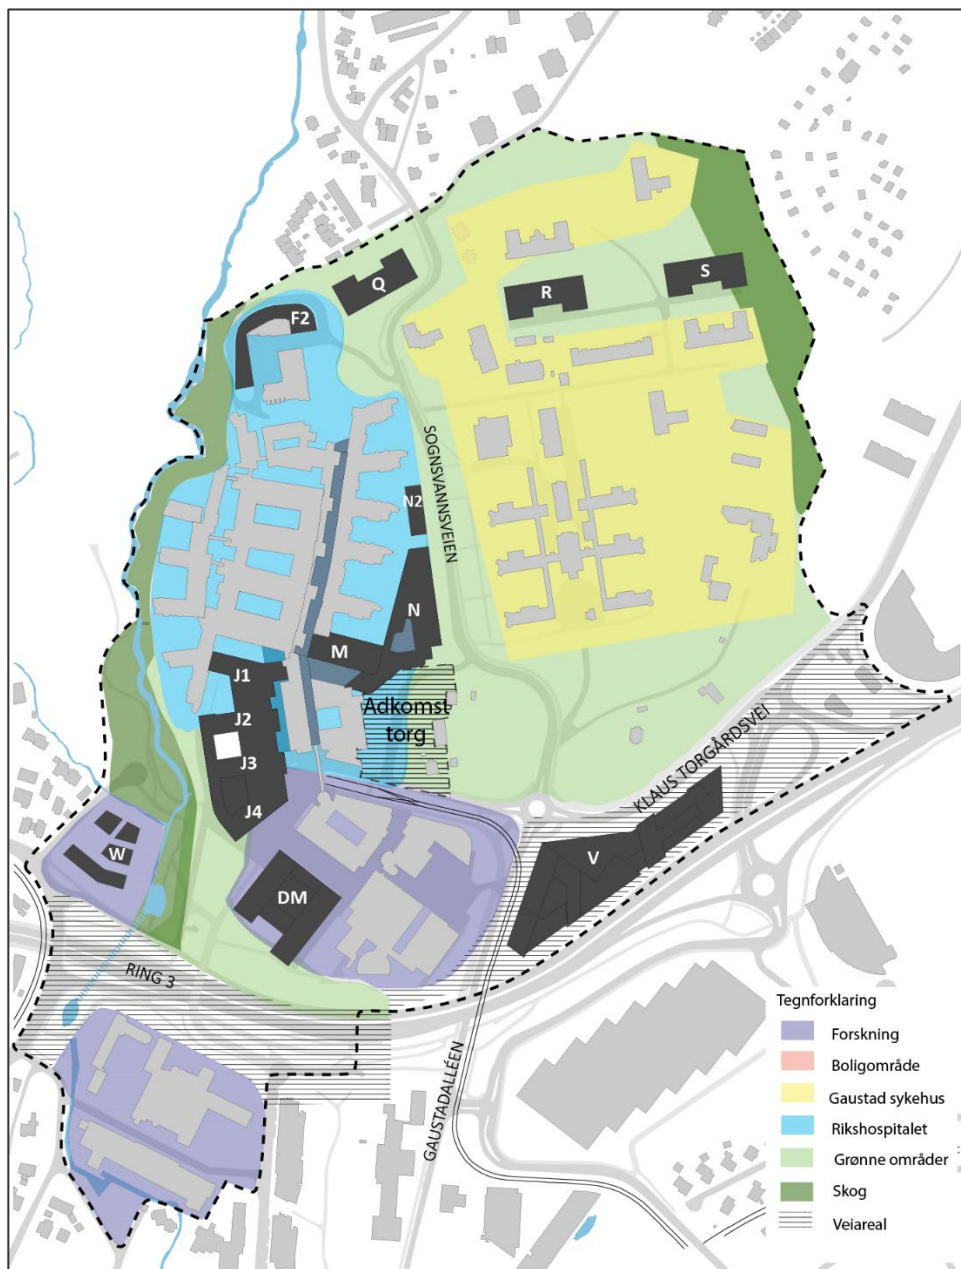 S
Q
R
F2
SOGNSVANNSVEIEN
N2
N
M
J1
Adkomst
torg
J2
J3
J4
KLAUS TORGÅRDSVEI
W
V
DM
RING 3
GAUSTADALLÉEN
Tegnforklaring
Forskning
Boligområde
Gaustad sykehus
Rikshospitalet
Grønne områder
Skog
Veiareal